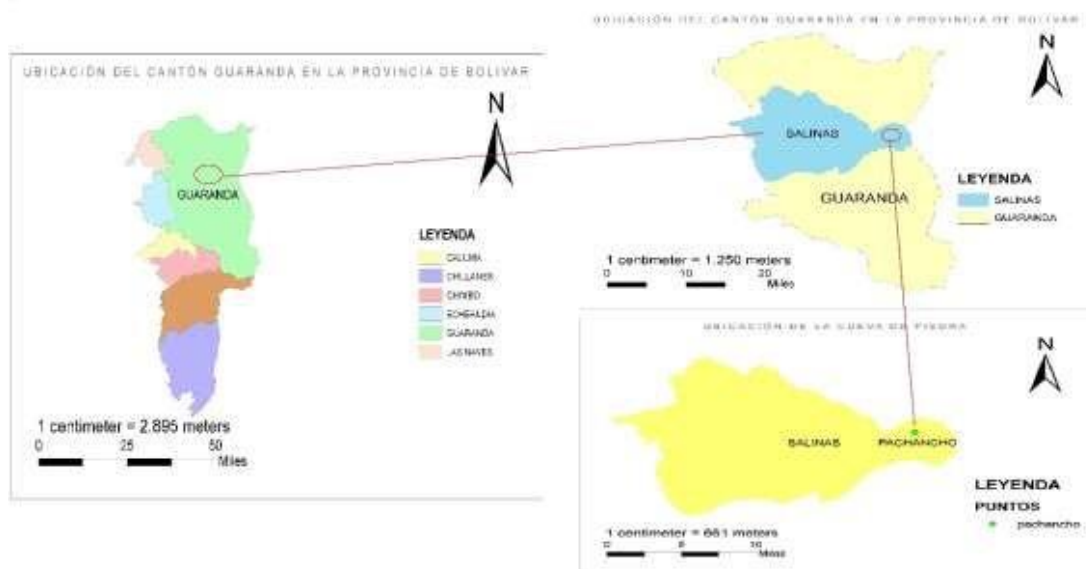 UBICACIÓN DEL CANTÓN GUARANDA EN LA PROVINCIA DE BOLIVAR
N
GUARANDA
LEYENDA
CALUMA
CHILLANES
CHIMBO
ECHEANDIA
GUARANDA
LAS NAVES
1 centimeter = 2.895 meters
0 25 50
Miles
UBICACIÓN DEL CANTÓN GUARANDA EN LA PROVINCIA DE BOLIVAR
N
SALINAS
GUARANDA
LEYENDA
SALINAS
GUARANDA
1 centimeter = 1.250 meters
0 10 20
Miles
UBICACIÓN DE LA CUEVA DE PIEDRA
N
SALINAS
PACHANCHO
LEYENDA
PUNTOS
pachancho
1 centimeter = 661 meters
Miles